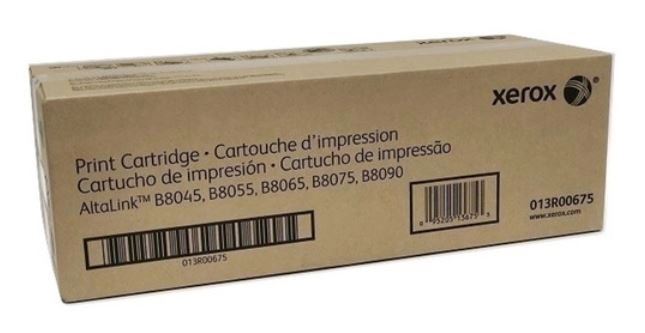 xerox
xerox
Print Cartridge · Cartouche d'impression
Cartucho de impresión · Cartucho de impressão
AltaLink™ B8045, B8055, B8065, B8075, B8090
013R00675
013R00675
www.xerox.com